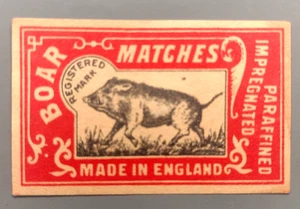 BOAR
MATCHES
REGISTERED
MARK
PARAFFINED
IMPREGNATED
MADE IN ENGLAND